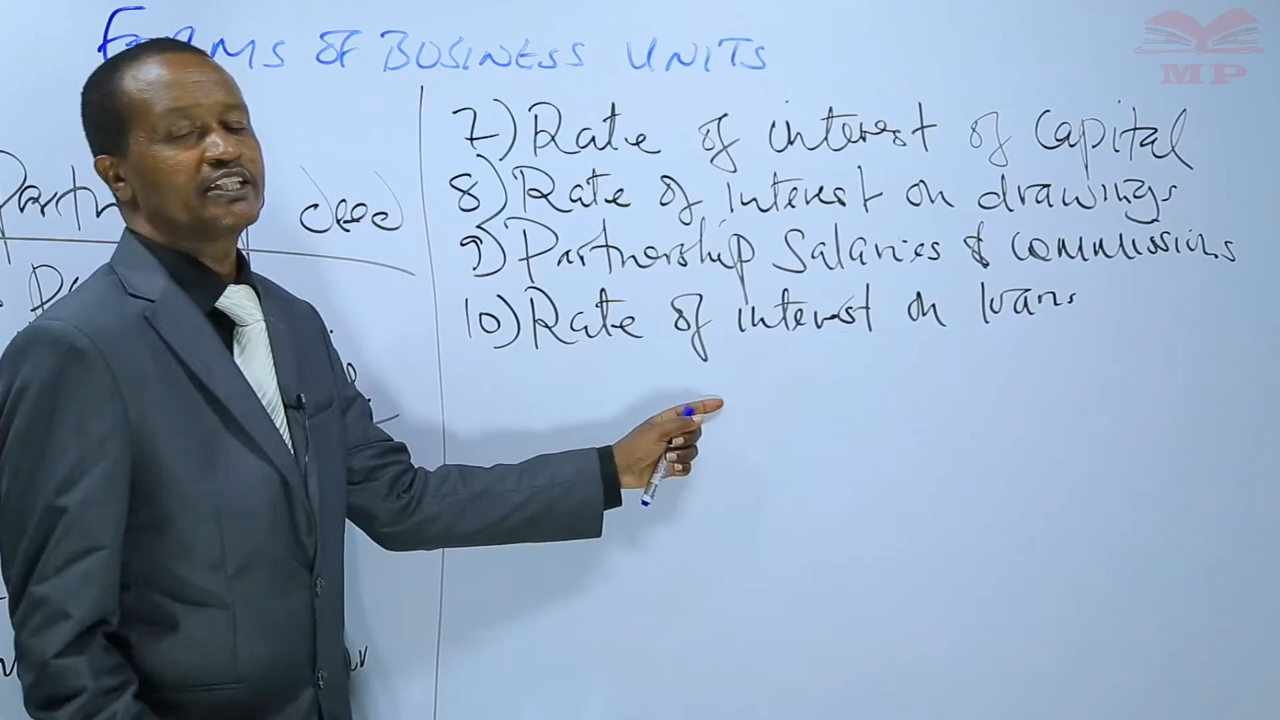 FORMS OF BUSINESS UNITS
MP
deed
7) Rate of interest of capital
8) Rate of interest on drawings
9) Partnership Salaries & commissions
10) Rate of interest on loans